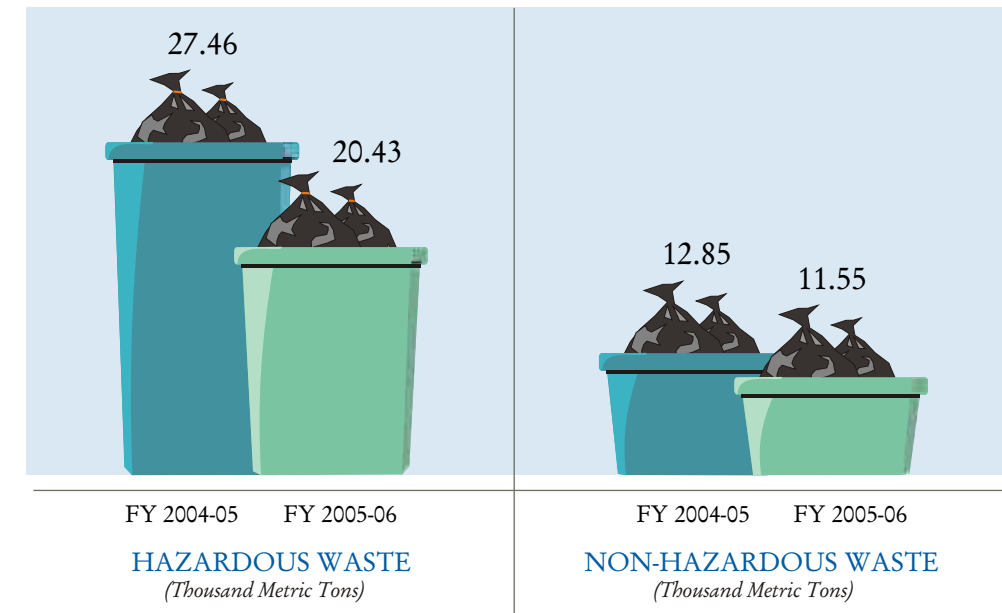 27.46
20.43
FY 2004-05 FY 2005-06
HAZARDOUS WASTE
(Thousand Metric Tons)
12.85
11.55
FY 2004-05 FY 2005-06
NON-HAZARDOUS WASTE
(Thousand Metric Tons)